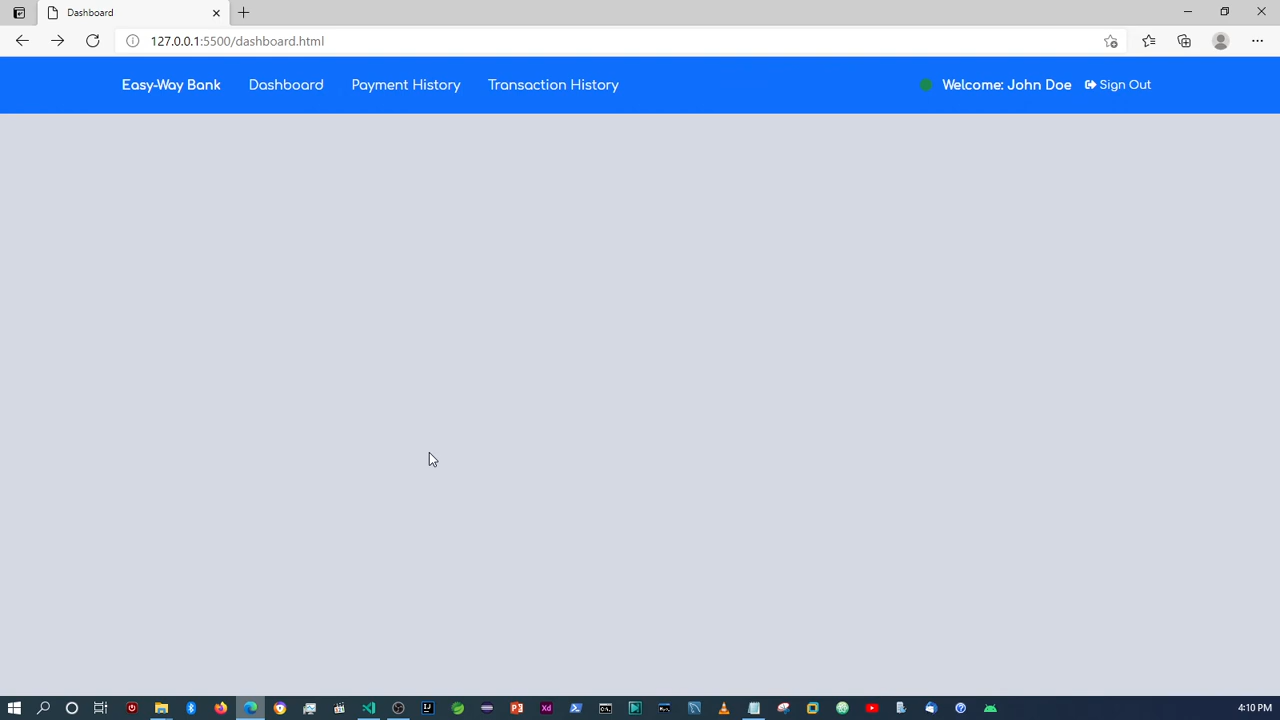 Dashboard
127.0.0.1:5500/dashboard.html
Easy-Way Bank Dashboard Payment History Transaction History Welcome: John Doe Sign Out
4:10 PM